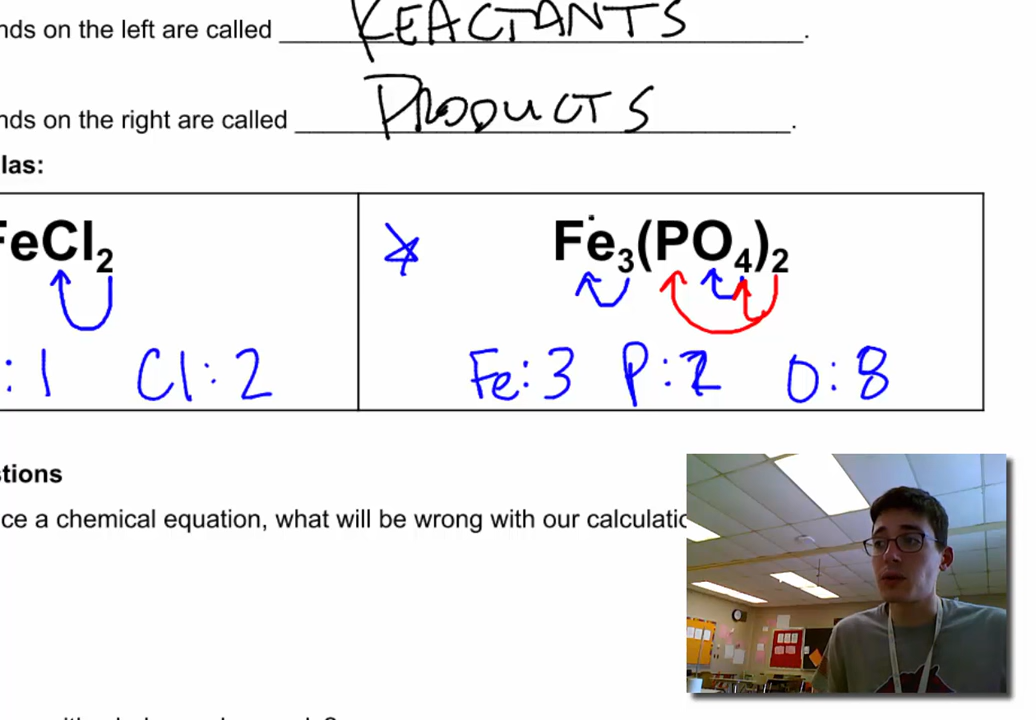 nds on the left are called REACTANTS.
nds on the right are called PRODUCTS.
las:
FeCl2 Fe3(PO4)2
: 1 Cl: 2 Fe: 3 P: 2 O: 8
stions
ce a chemical equation, what will be wrong with our calculatio